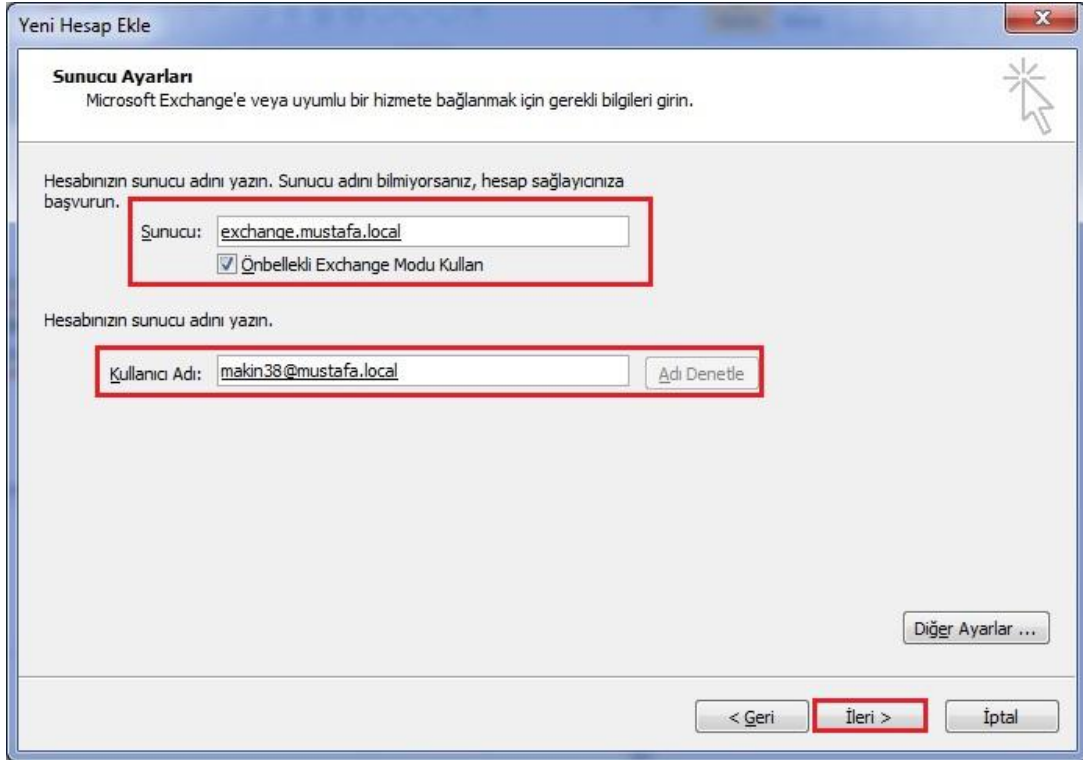 Yeni Hesap Ekle
Sunucu Ayarları
Microsoft Exchange'e veya uyumlu bir hizmete bağlanmak için gerekli bilgileri girin.
Hesabınızın sunucu adını yazın. Sunucu adını bilmiyorsanız, hesap sağlayıcınıza
başvurun.
Sunucu: exchange.mustafa.local
Önbellekli Exchange Modu Kullan
Hesabınızın sunucu adını yazın.
Kullanıcı Adı: makin38@mustafa.local Adı Denetle
Diğer Ayarlar ...
< Geri İleri > İptal